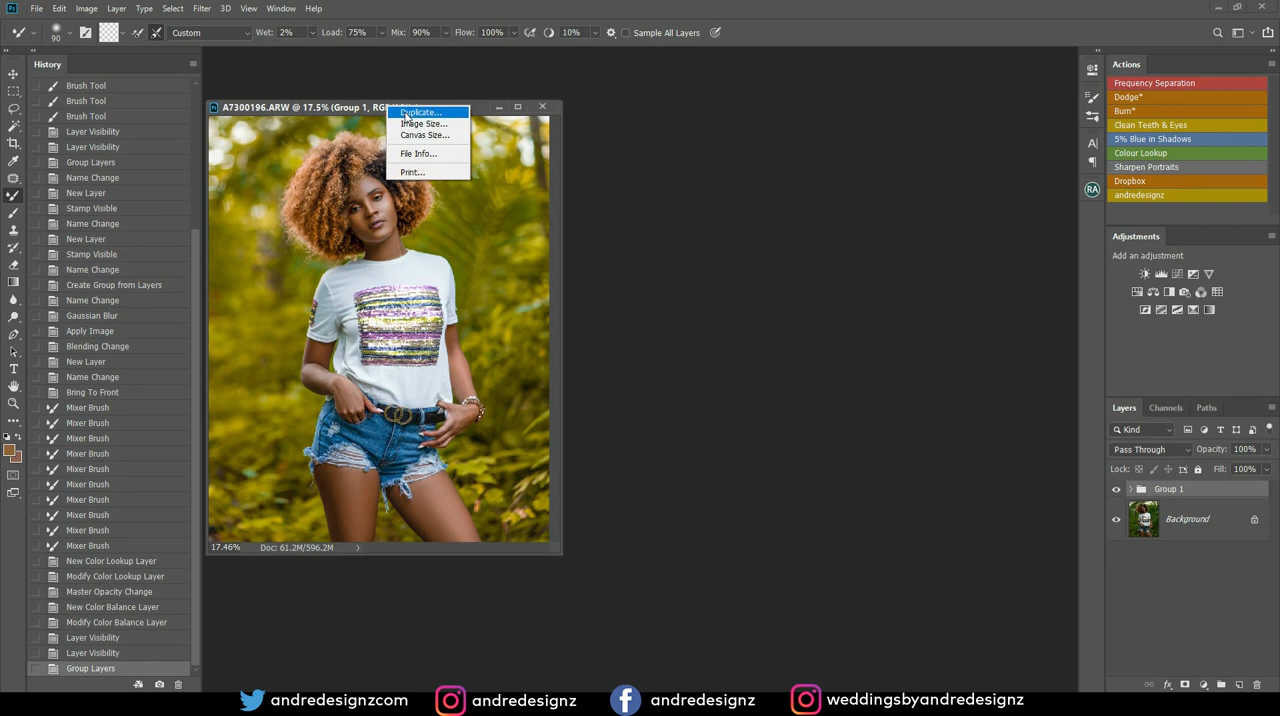 Ps File Edit Image Layer Type Select Filter 3D View Window Help
90 Custom Wet: 2% Load: 75% Mix: 90% Flow: 100% 10% Sample All Layers
History
Brush Tool
Brush Tool
Brush Tool
Layer Visibility
Layer Visibility
Group Layers
Name Change
New Layer
Stamp Visible
Name Change
New Layer
Stamp Visible
Name Change
Create Group from Layers
Name Change
Gaussian Blur
Apply Image
Blending Change
New Layer
Name Change
Bring To Front
Mixer Brush
Mixer Brush
Mixer Brush
Mixer Brush
Mixer Brush
Mixer Brush
Mixer Brush
Mixer Brush
Mixer Brush
Mixer Brush
New Color Lookup Layer
Modify Color Lookup Layer
Master Opacity Change
New Color Balance Layer
Modify Color Balance Layer
Layer Visibility
Layer Visibility
Group Layers
A7300196.ARW @ 17.5% (Group 1,
Duplicate...
Image Size...
Canvas Size...
File Info...
Print...
17.46% Doc: 61.2M/596.2M
RA
Actions
Frequency Separation
Dodge*
Burn*
Clean Teeth & Eyes
5% Blue in Shadows
Colour Lookup
Sharpen Portraits
Dropbox
andredesignz
Adjustments
Add an adjustment
Layers Channels Paths
Kind
Pass Through Opacity: 100%
Lock: Fill: 100%
Group 1
Background
andredesignzcom andredesignz andredesignz weddingsbyandredesignz